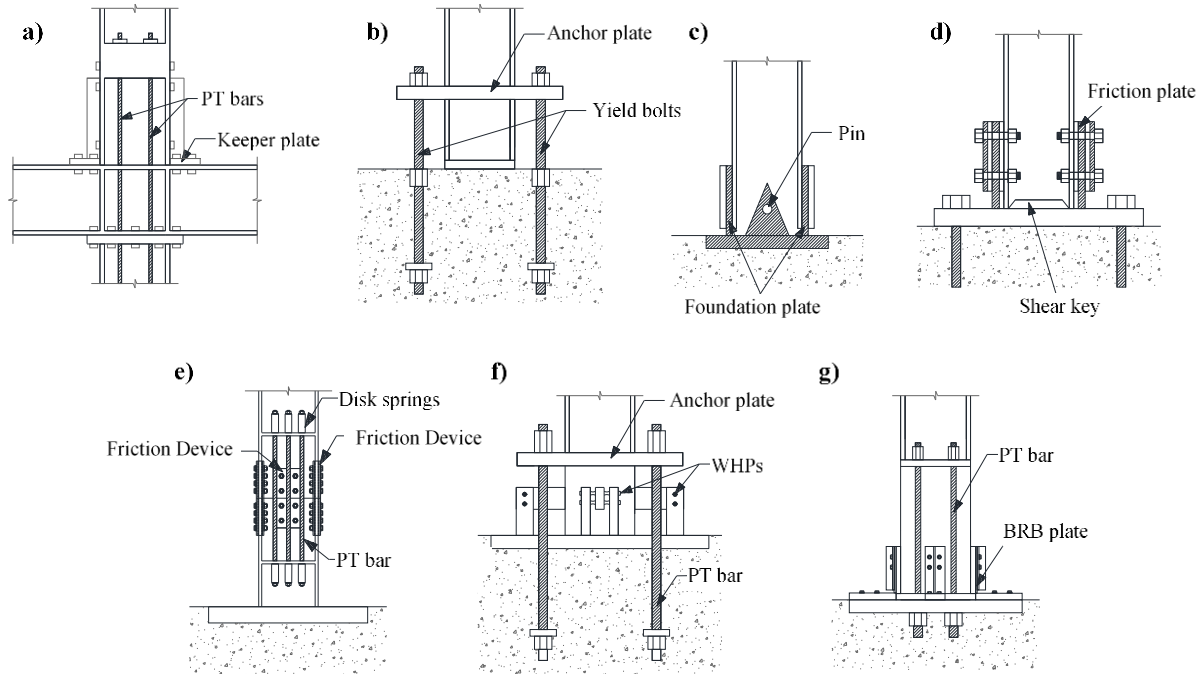 a)
PT bars
Keeper plate
b)
Anchor plate
Yield bolts
c)
Pin
Foundation plate
d)
Friction plate
Shear key
e)
Disk springs
Friction Device
Friction Device
PT bar
f)
Anchor plate
WHPs
PT bar
g)
PT bar
BRB plate